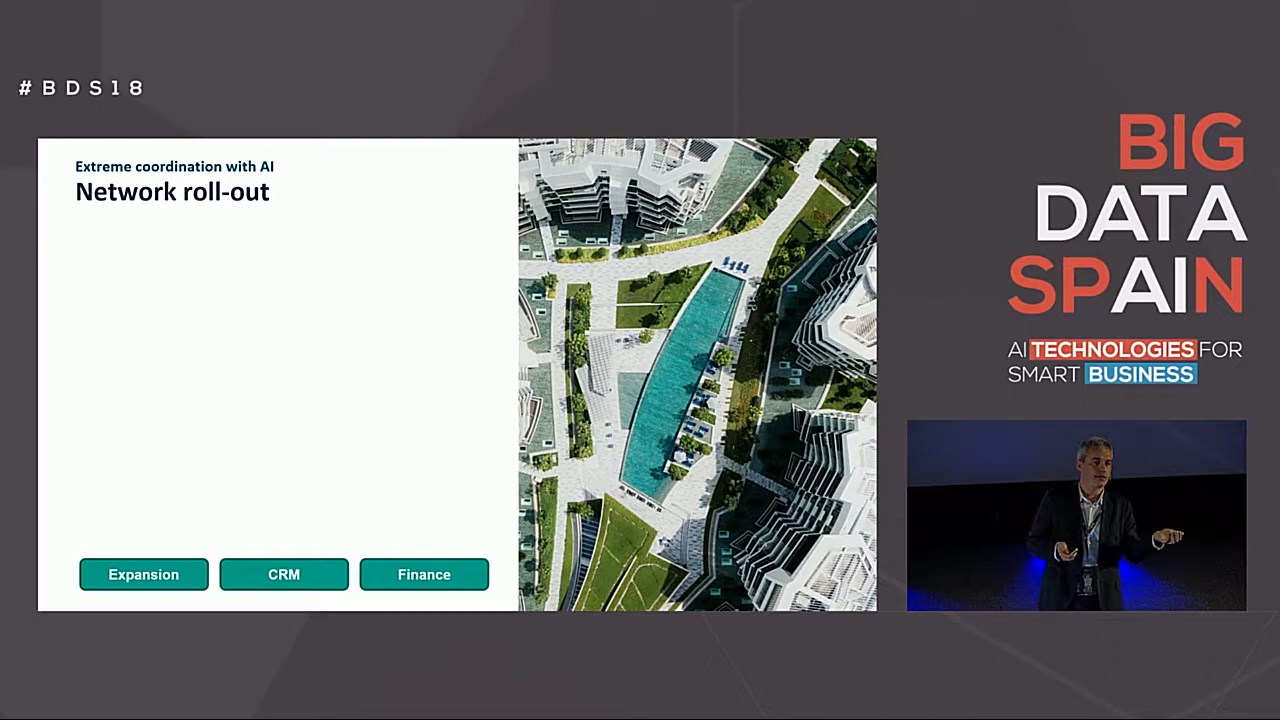 #BDS18
Extreme coordination with AI
Network roll-out
Expansion
CRM
Finance
BIG
DATA
SPAIN
AI TECHNOLOGIES FOR
SMART BUSINESS